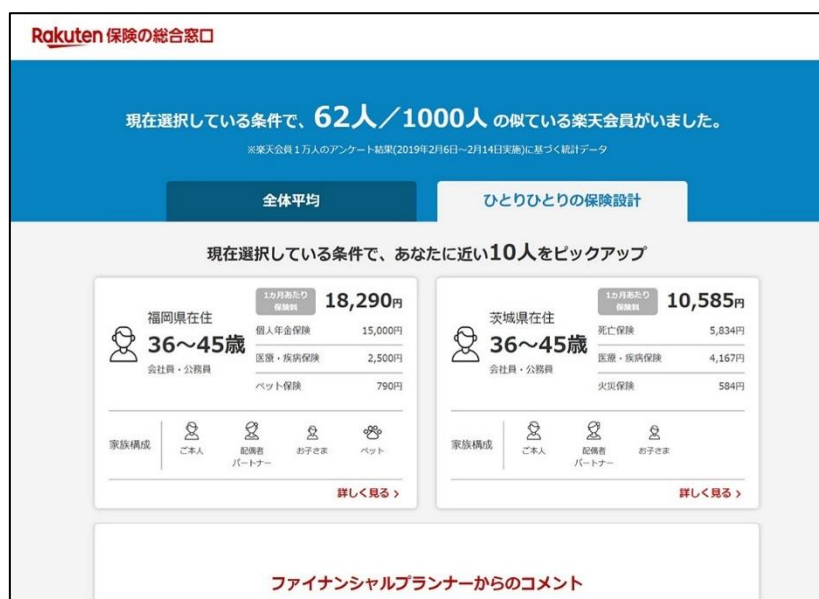 Rakuten 保険の総合窓口
現在選択している条件で、62人／1000人 の似ている楽天会員がいました。
※楽天会員1万人のアンケート結果(2019年2月6日～2月14日実施)に基づく統計データ
全体平均
ひとりひとりの保険設計
現在選択している条件で、あなたに近い10人をピックアップ
福岡県在住
36～45歳
会社員・公務員
1カ月あたり
保険料
18,290円
個人年金保険 15,000円
医療・疾病保険 2,500円
ペット保険 790円
家族構成
ご本人
配偶者
パートナー
お子さま
ペット
詳しく見る >
茨城県在住
36～45歳
会社員・公務員
1カ月あたり
保険料
10,585円
死亡保険 5,834円
医療・疾病保険 4,167円
火災保険 584円
家族構成
ご本人
配偶者
パートナー
お子さま
詳しく見る >
ファイナンシャルプランナーからのコメント